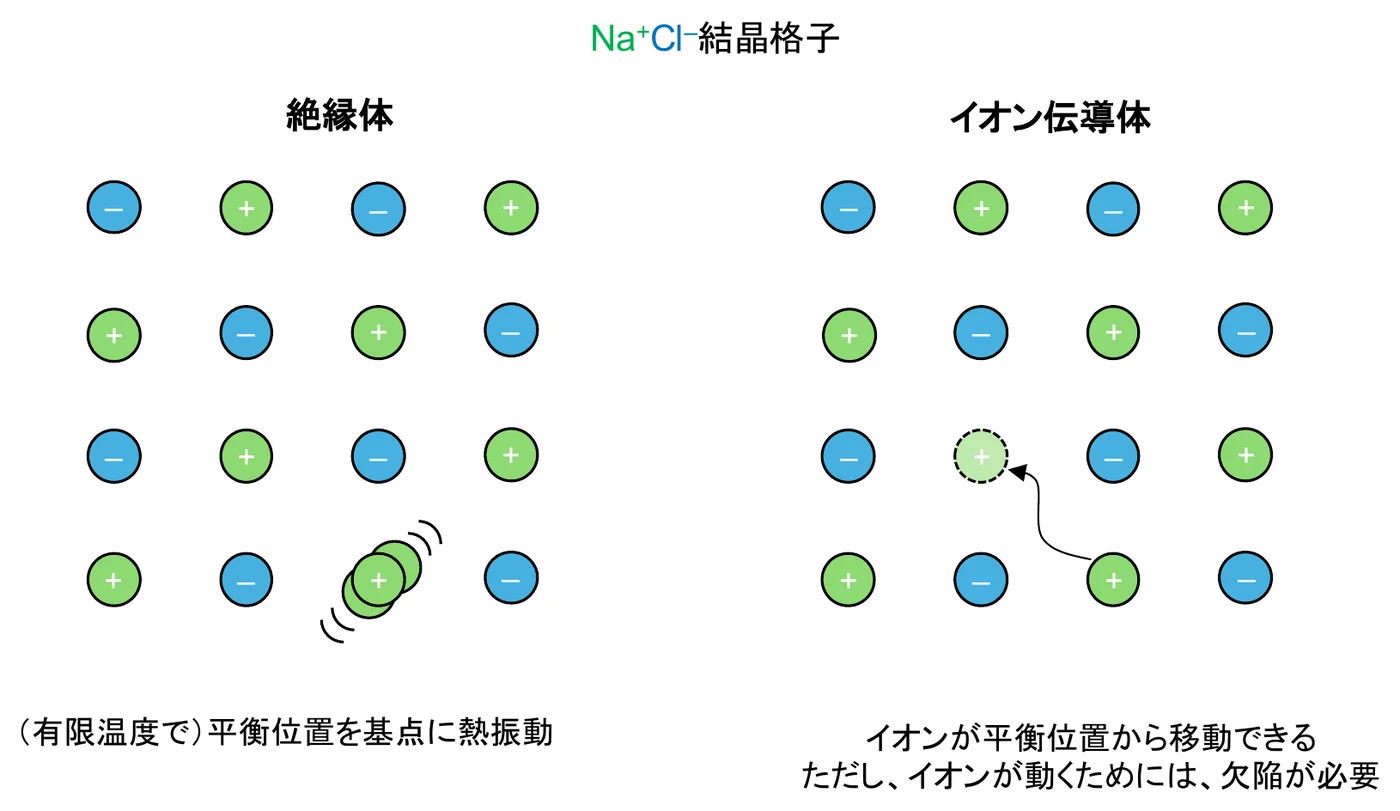 Na⁺Cl⁻結晶格子
絶縁体
イオン伝導体
− + − + − + − +
+ − + − + − + −
− + − + − + − +
+ − + − + − + −
（有限温度で）平衡位置を基点に熱振動
イオンが平衡位置から移動できる
ただし、イオンが動くためには、欠陥が必要